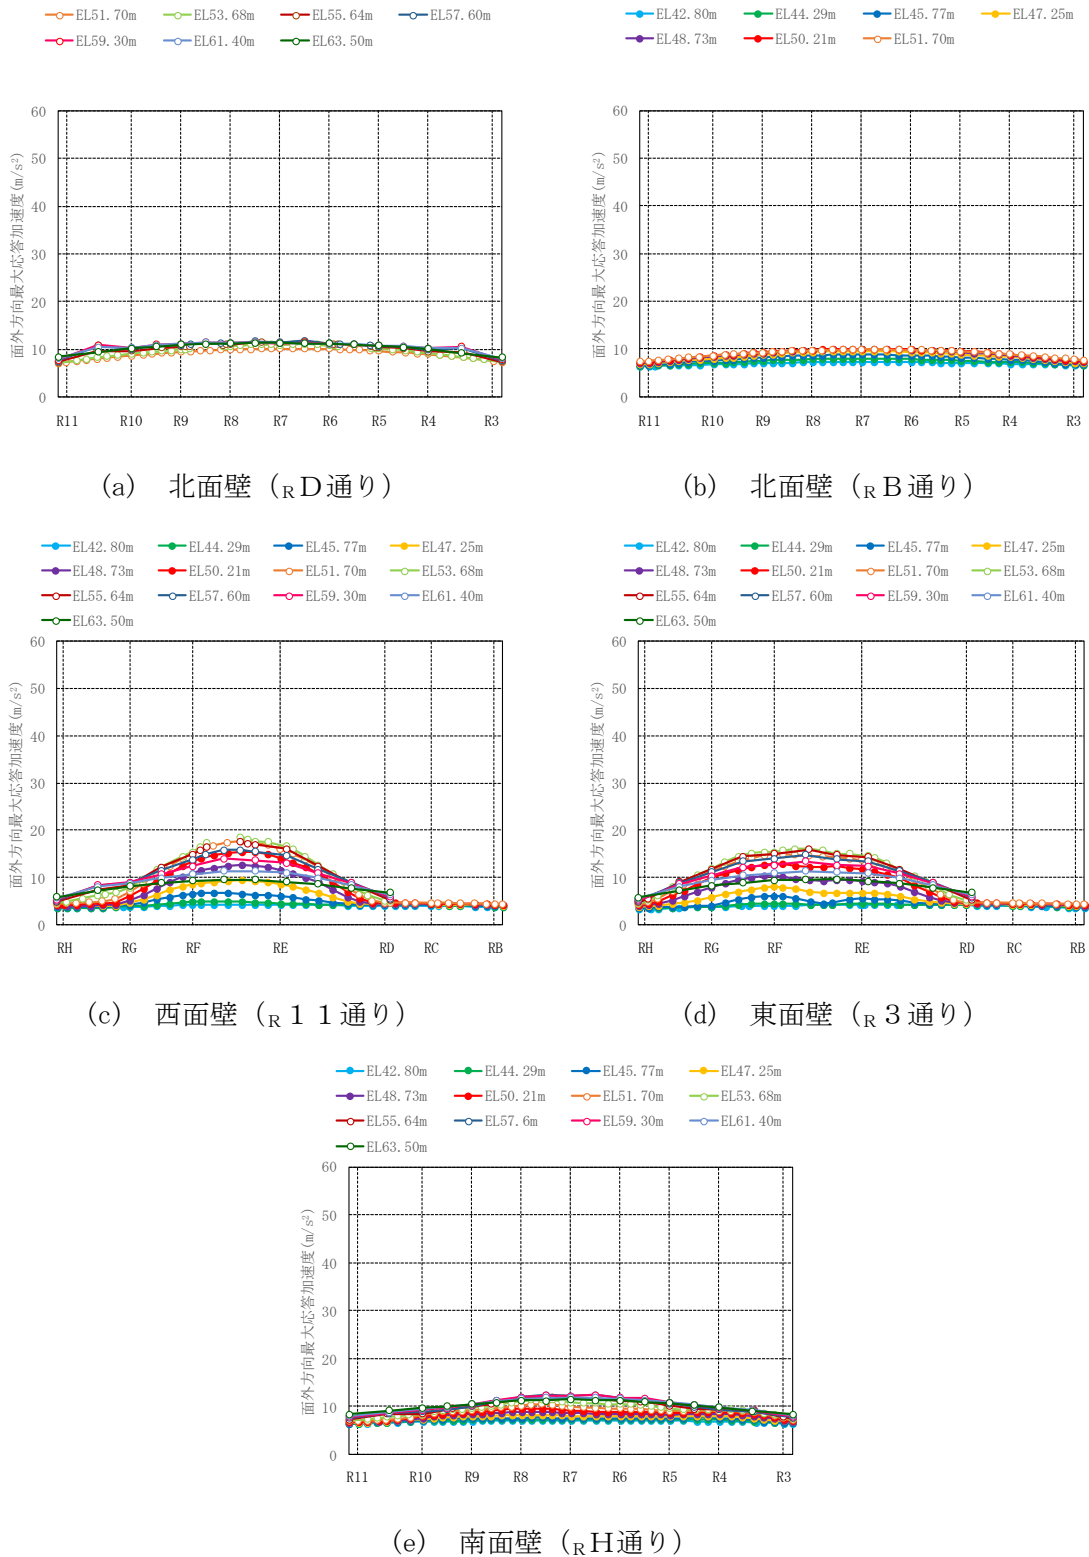 EL51.70m EL53.68m EL55.64m EL57.60m
EL59.30m EL61.40m EL63.50m
面外方向最大応答加速度(m/s²)
60
50
40
30
20
10
0
R11 R10 R9 R8 R7 R6 R5 R4 R3
(a) 北面壁（RD通り）
EL42.80m EL44.29m EL45.77m EL47.25m
EL48.73m EL50.21m EL51.70m
面外方向最大応答加速度(m/s²)
60
50
40
30
20
10
0
R11 R10 R9 R8 R7 R6 R5 R4 R3
(b) 北面壁（RB通り）
EL42.80m EL44.29m EL45.77m EL47.25m
EL48.73m EL50.21m EL51.70m EL53.68m
EL55.64m EL57.60m EL59.30m EL61.40m
EL63.50m
面外方向最大応答加速度(m/s²)
60
50
40
30
20
10
0
RH RG RF RE RD RC RB
(c) 西面壁（R１１通り）
EL42.80m EL44.29m EL45.77m EL47.25m
EL48.73m EL50.21m EL51.70m EL53.68m
EL55.64m EL57.60m EL59.30m EL61.40m
EL63.50m
面外方向最大応答加速度(m/s²)
60
50
40
30
20
10
0
RH RG RF RE RD RC RB
(d) 東面壁（R３通り）
EL42.80m EL44.29m EL45.77m EL47.25m
EL48.73m EL50.21m EL51.70m EL53.68m
EL55.64m EL57.6m EL59.30m EL61.40m
EL63.50m
面外方向最大応答加速度(m/s²)
60
50
40
30
20
10
0
R11 R10 R9 R8 R7 R6 R5 R4 R3
(e) 南面壁（RH通り）